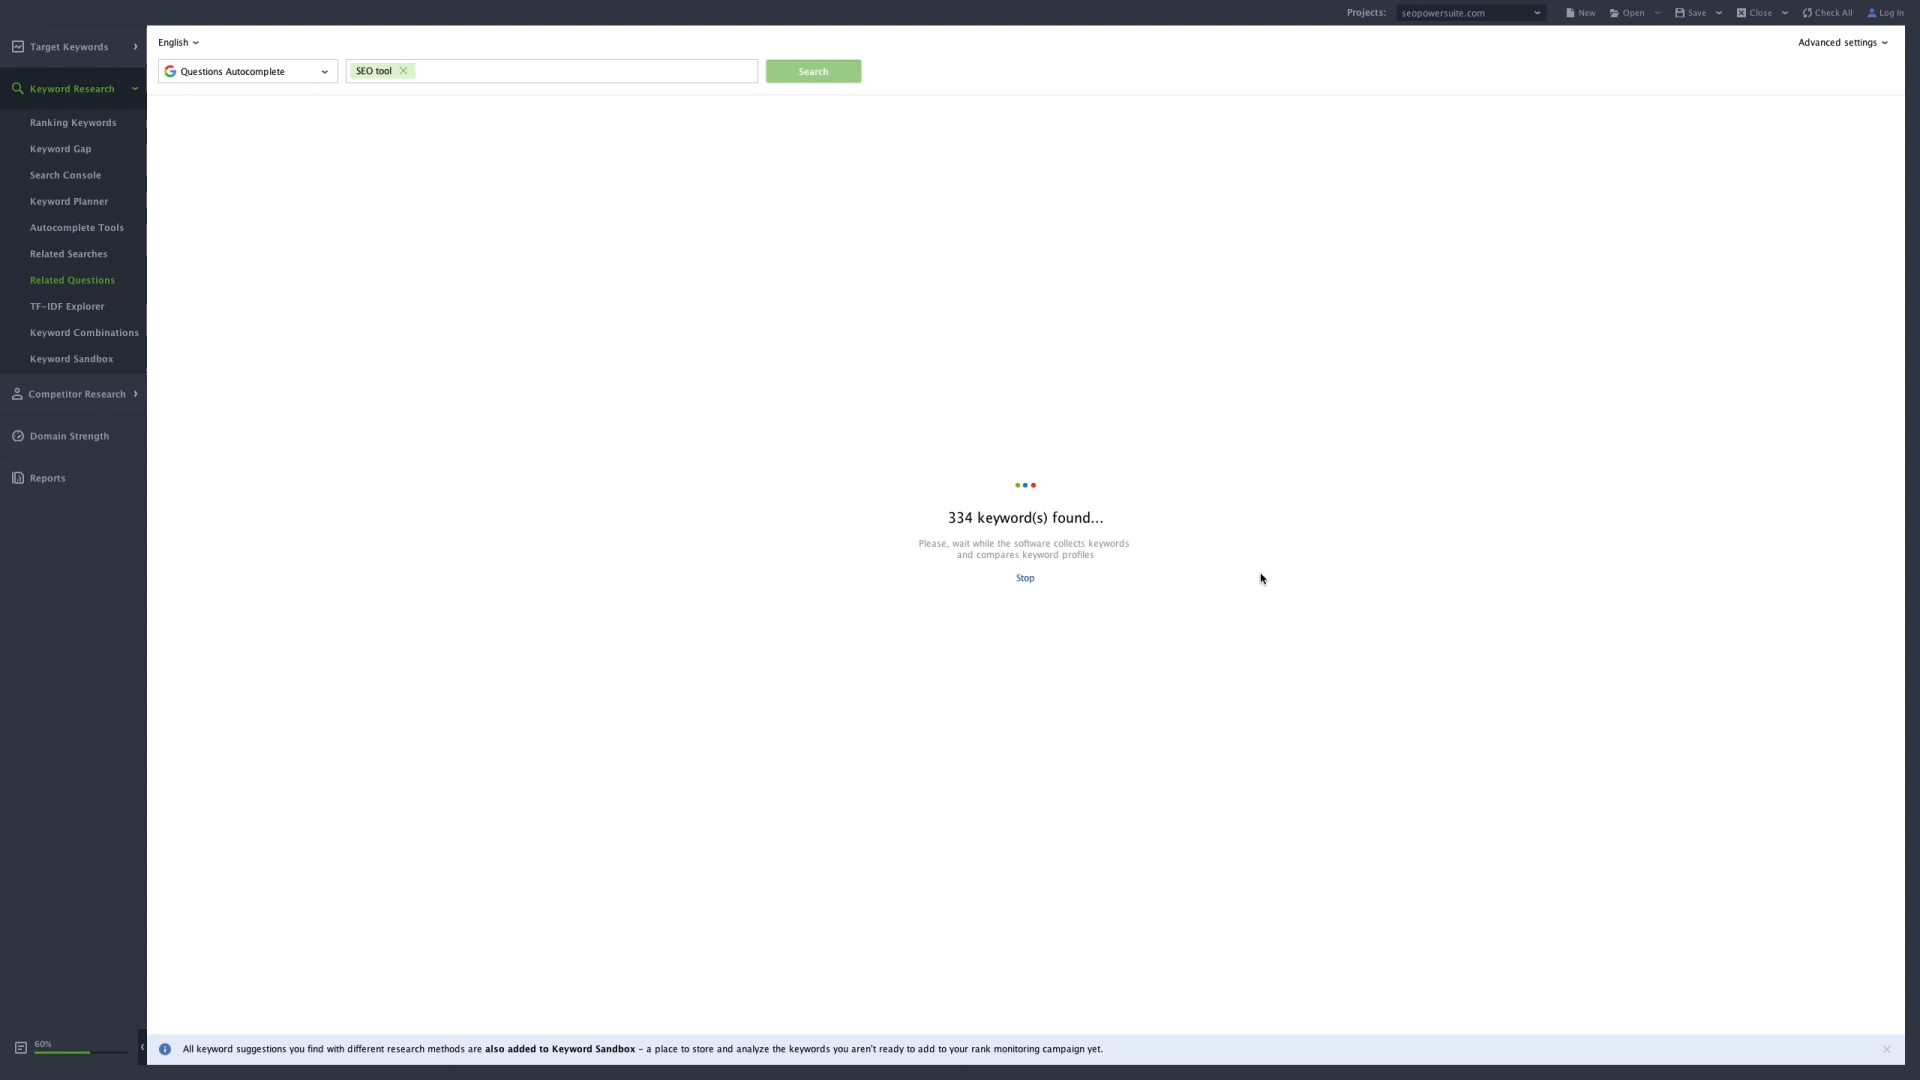 Projects: seopowersuite.com New Open Save Close Check All Log In
Target Keywords
Keyword Research
Ranking Keywords
Keyword Gap
Search Console
Keyword Planner
Autocomplete Tools
Related Searches
Related Questions
TF-IDF Explorer
Keyword Combinations
Keyword Sandbox
Competitor Research
Domain Strength
Reports
60%
English
Advanced settings
Questions Autocomplete
SEO tool
Search
334 keyword(s) found...
Please, wait while the software collects keywords
and compares keyword profiles
Stop
All keyword suggestions you find with different research methods are also added to Keyword Sandbox – a place to store and analyze the keywords you aren't ready to add to your rank monitoring campaign yet.